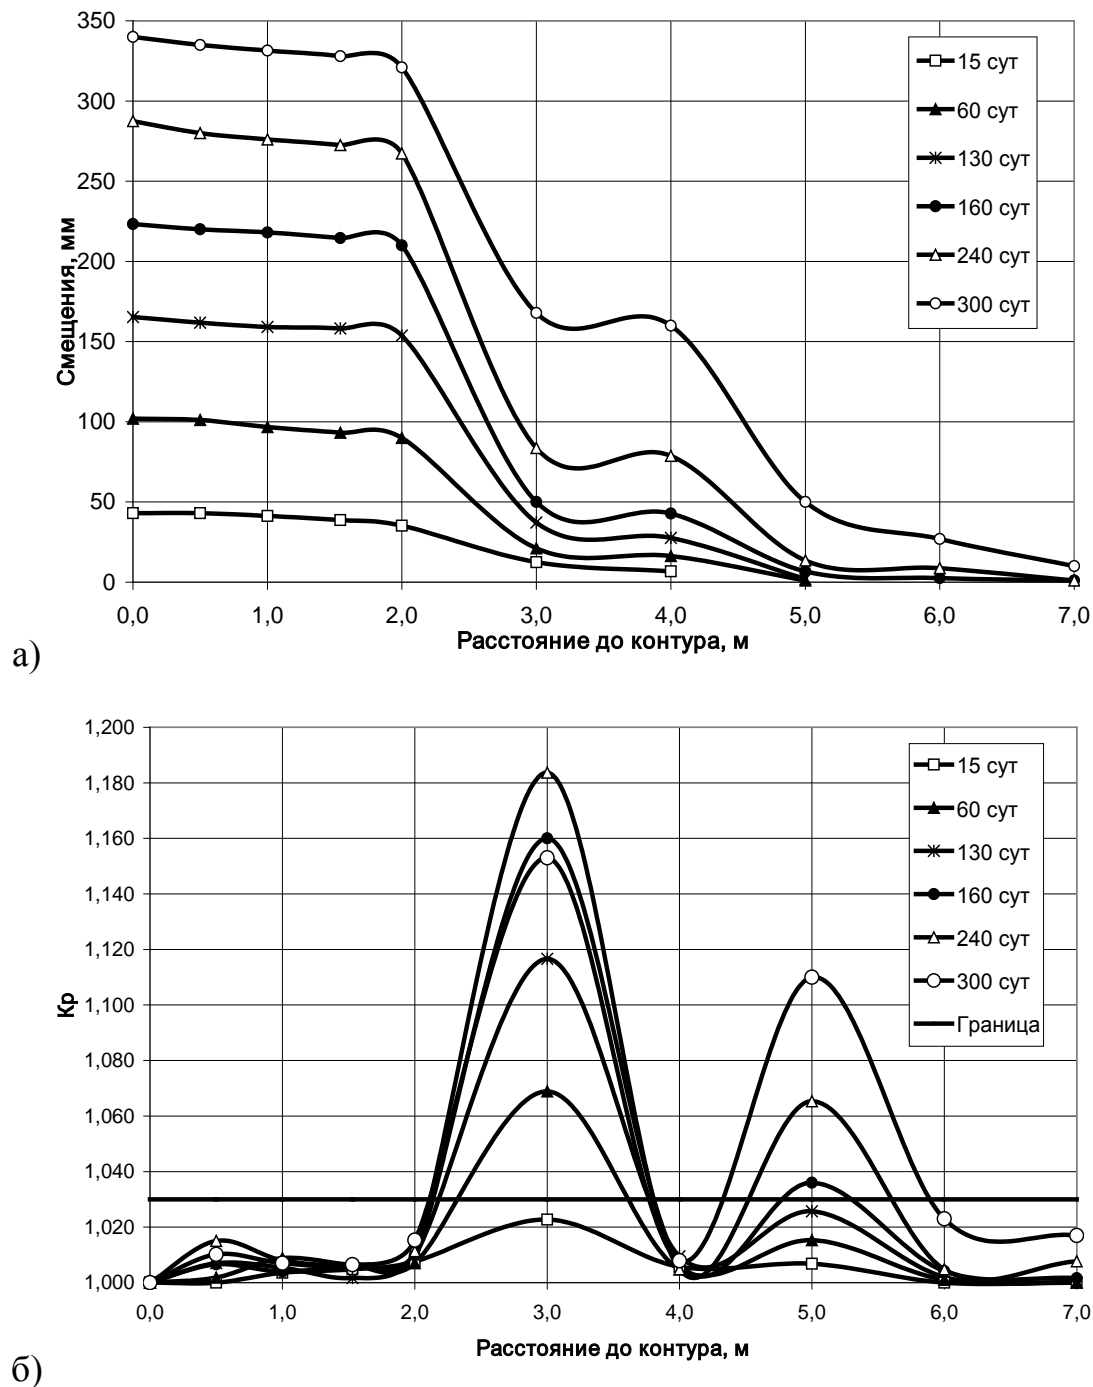 350
300
250
200
150
100
50
0
Смещения, мм
0,0 1,0 2,0 3,0 4,0 5,0 6,0 7,0
Расстояние до контура, м
15 сут
60 сут
130 сут
160 сут
240 сут
300 сут
а)
1,200
1,180
1,160
1,140
1,120
1,100
1,080
1,060
1,040
1,020
1,000
Кр
0,0 1,0 2,0 3,0 4,0 5,0 6,0 7,0
Расстояние до контура, м
15 сут
60 сут
130 сут
160 сут
240 сут
300 сут
Граница
б)